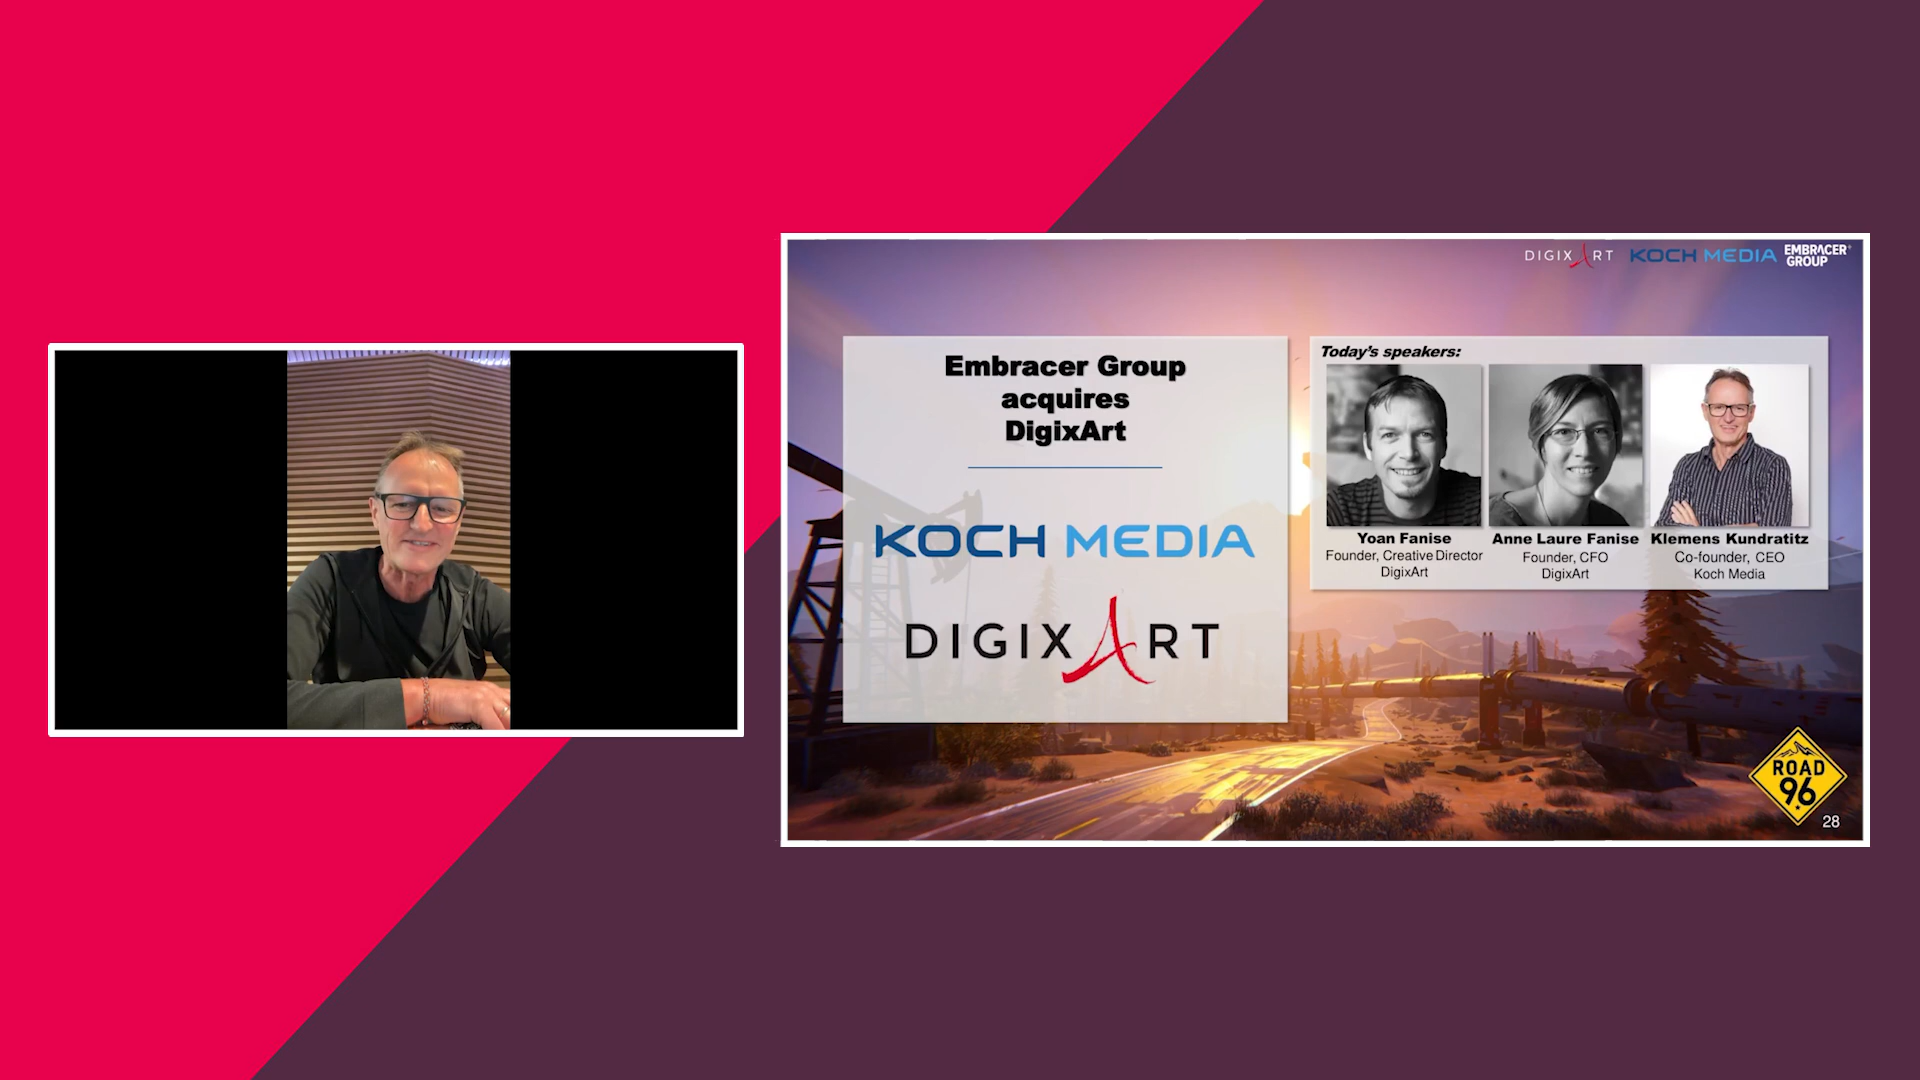 DIGIXART KOCH MEDIA EMBRACER GROUP
Embracer Group
acquires
DigixArt
KOCH MEDIA
DIGIXART
Today's speakers:
Yoan Fanise
Founder, Creative Director
DigixArt
Anne Laure Fanise
Founder, CFO
DigixArt
Klemens Kundratitz
Co-founder, CEO
Koch Media
ROAD
96
28